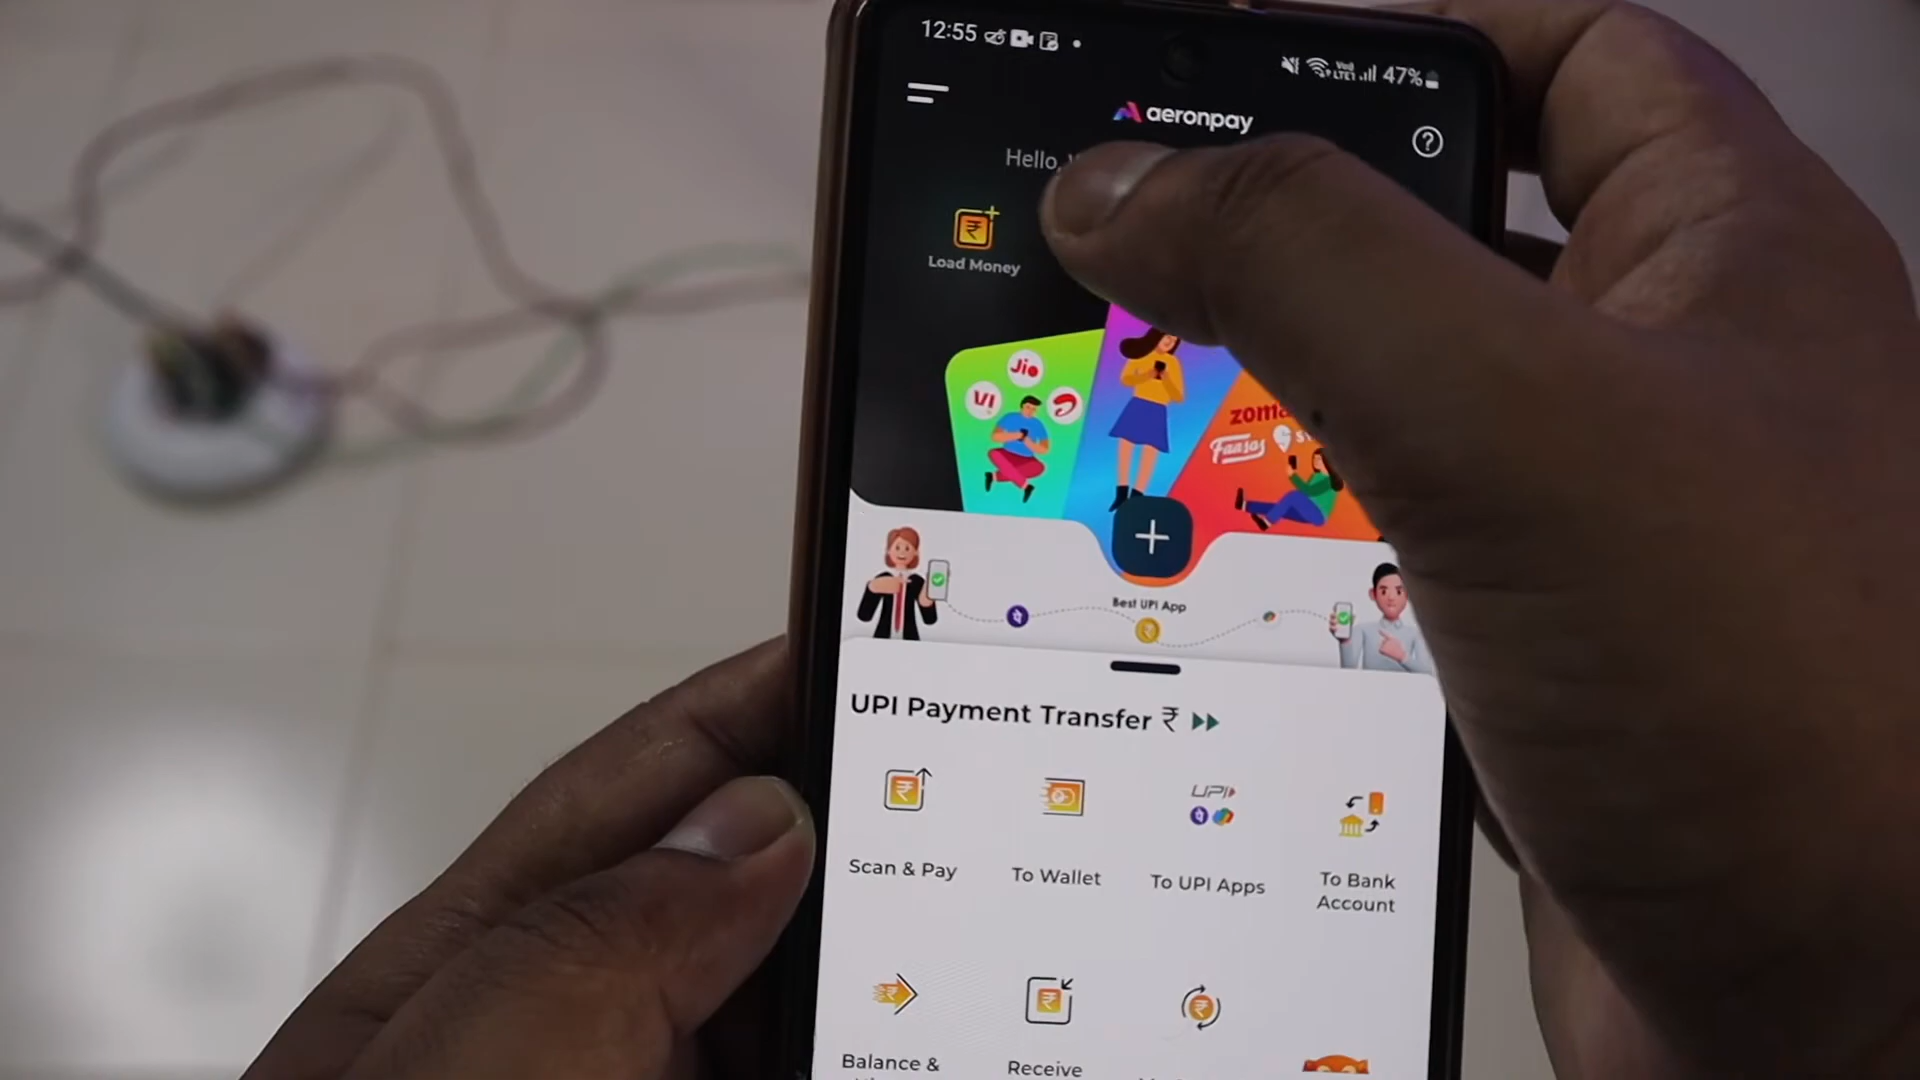 12:55
47%
aeronpay
Hello,
Load Money
Jio
VI
Faasos
Best UPI App
UPI Payment Transfer ₹
UPI
Scan & Pay
To Wallet
To UPI Apps
To Bank
Account
Balance &
Receive